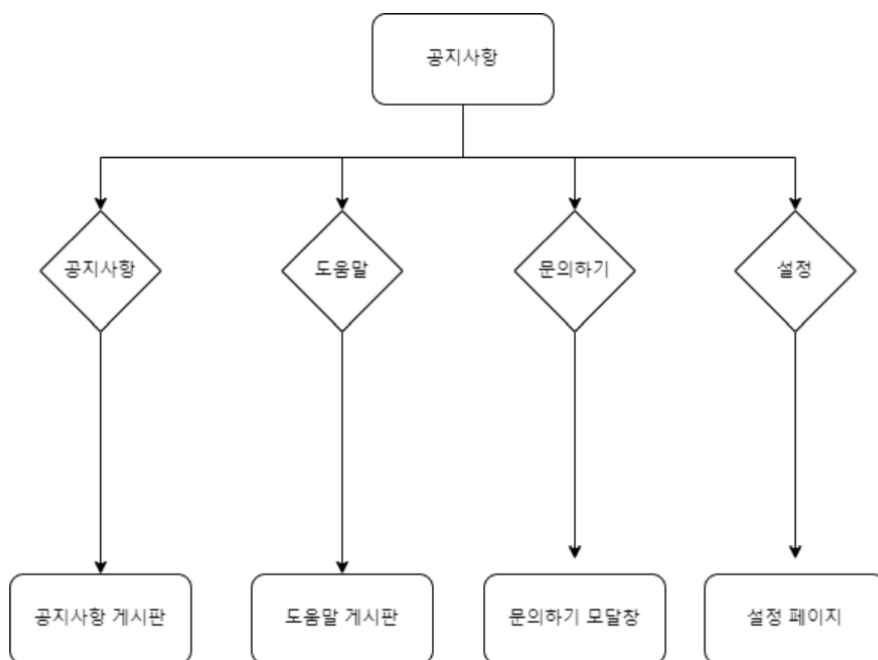 공지사항
공지사항
도움말
문의하기
설정
공지사항 게시판
도움말 게시판
문의하기 모달창
설정 페이지